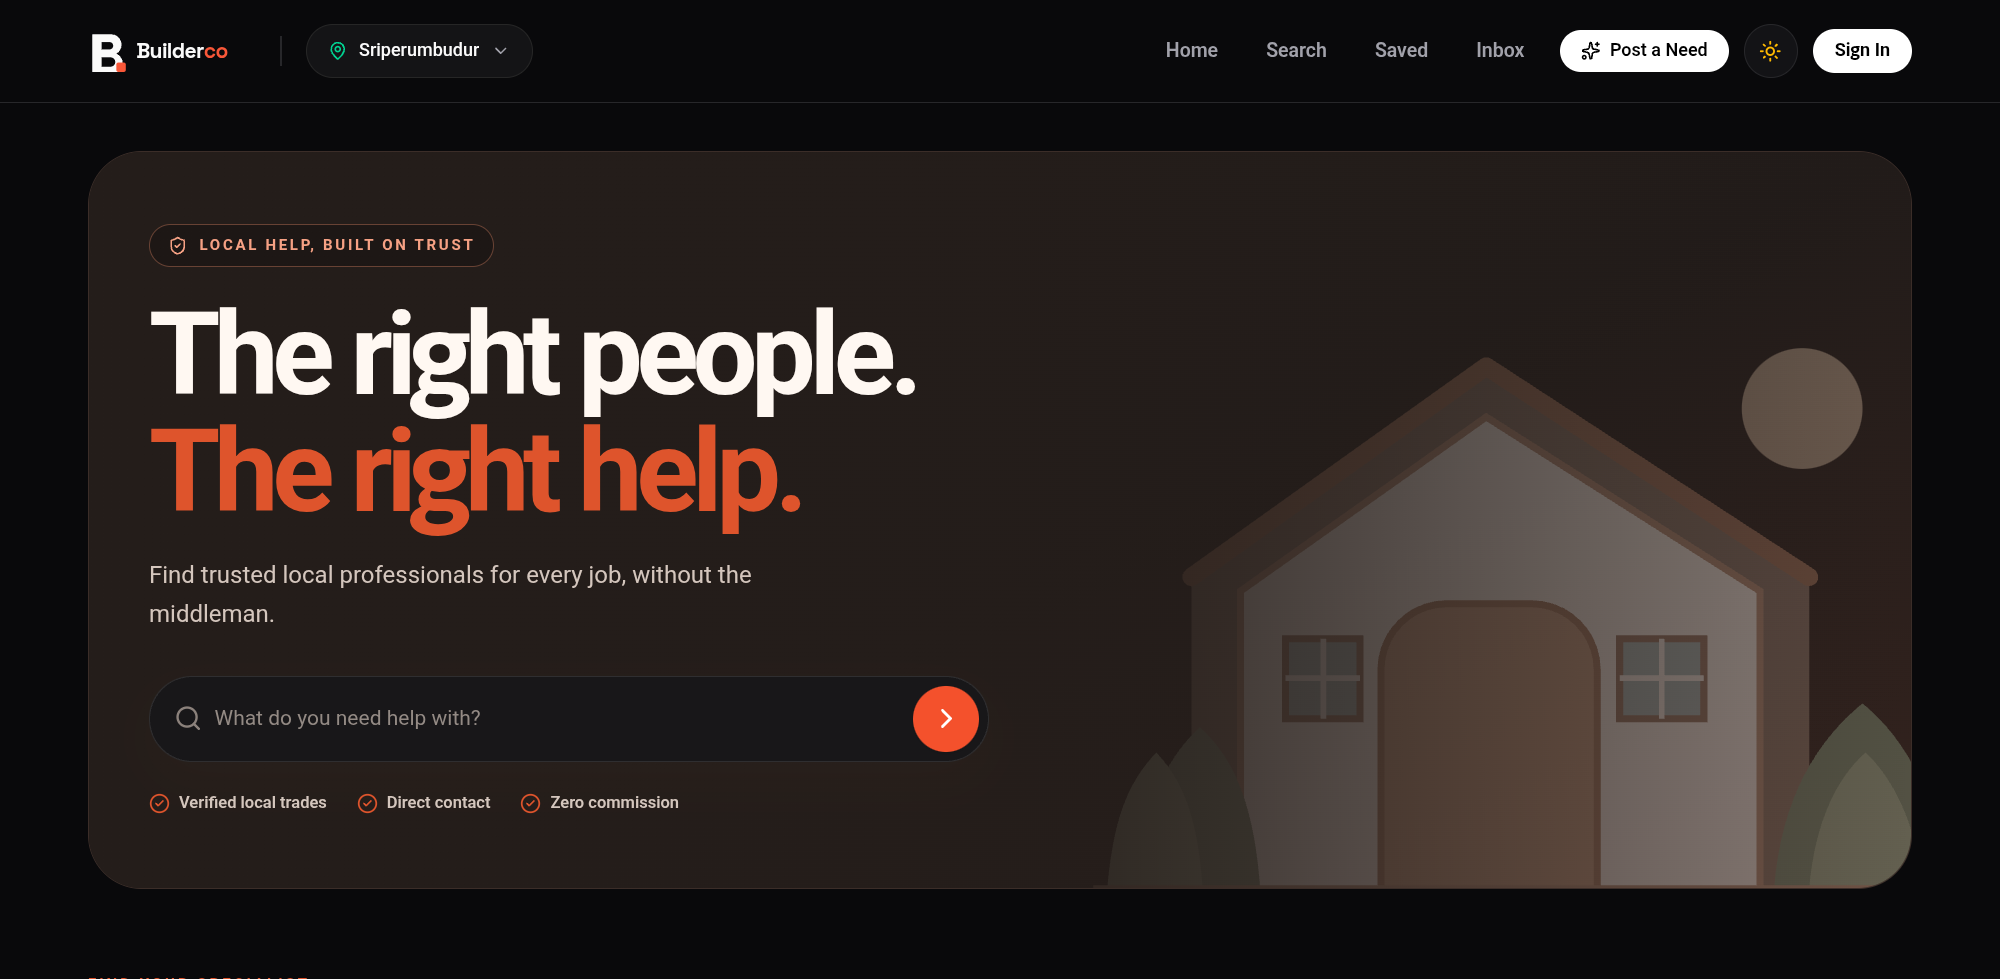 Builderco
Sriperumbudur
Home
Search
Saved
Inbox
Post a Need
Sign In
LOCAL HELP, BUILT ON TRUST
The right people.
The right help.
Find trusted local professionals for every job, without the
middleman.
What do you need help with?
Verified local trades
Direct contact
Zero commission